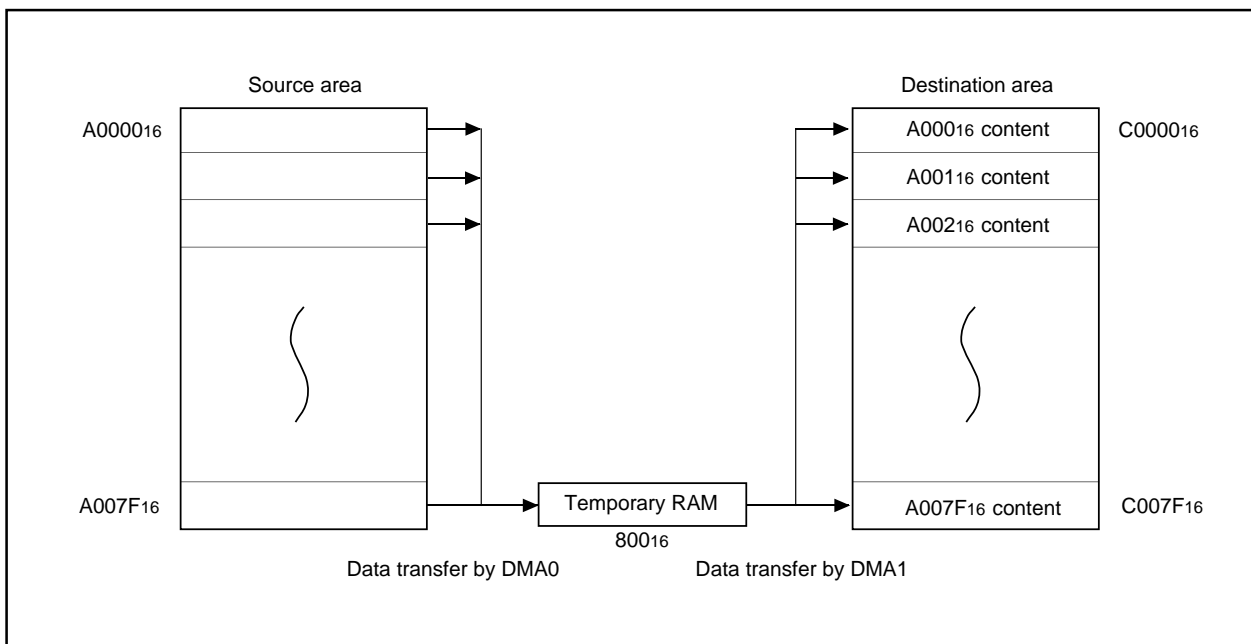 Source area
Destination area
A000016
A00016 content
C000016
A00116 content
A00216 content
A007F16
Temporary RAM
A007F16 content
C007F16
80016
Data transfer by DMA0
Data transfer by DMA1